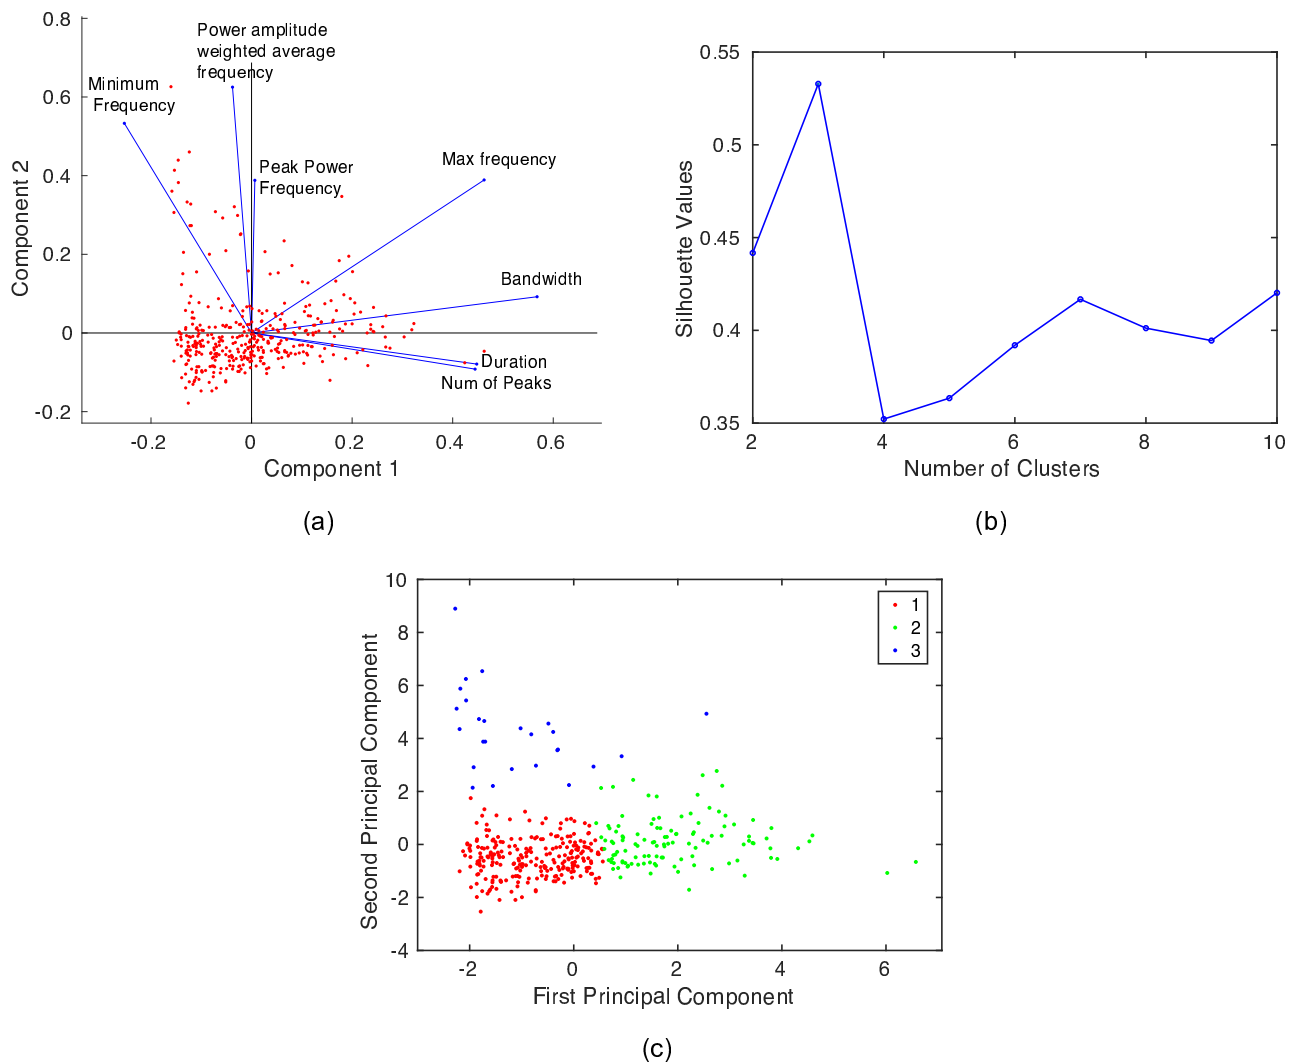 0.8
0.6
0.4
0.2
0
-0.2
Component 2
Power amplitude
weighted average
frequency
Minimum
Frequency
Peak Power
Frequency
Max frequency
Bandwidth
Duration
Num of Peaks
-0.2 0 0.2 0.4 0.6
Component 1
(a)
0.55
0.5
0.45
0.4
0.35
Silhouette Values
2 4 6 8 10
Number of Clusters
(b)
10
8
6
4
2
0
-2
-4
Second Principal Component
1
2
3
-2 0 2 4 6
First Principal Component
(c)